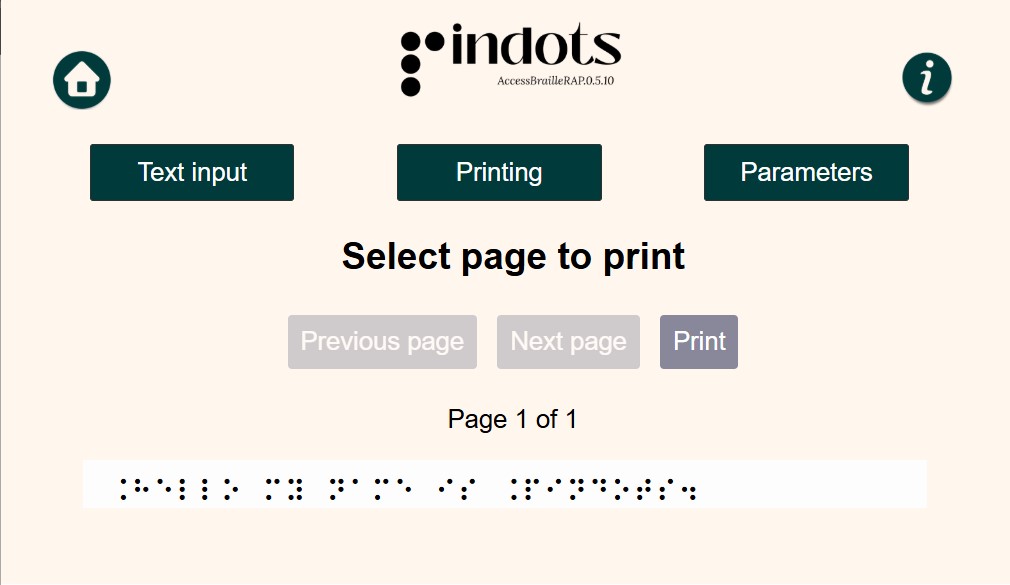 ⠏indots
AccessBrailleRAP.0.5.10
i
Text input
Printing
Parameters
Select page to print
Previous page
Next page
Print
Page 1 of 1
⠨⠓⠑⠇⠇⠕ ⠍⠽ ⠝⠁⠍⠑ ⠊⠎ ⠨⠏⠊⠝⠙⠕⠞⠎⠲